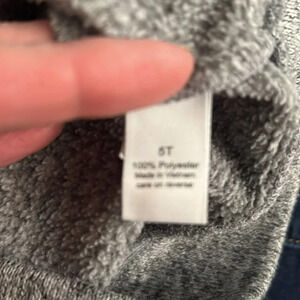 5T
100% Polyester
Made in Vietnam
care on reverse